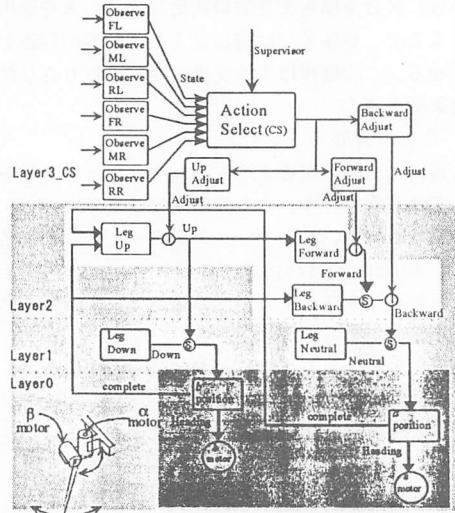 Observe
FL
Observe
ML
Observe
RL
Observe
FR
Observe
MR
Observe
RR
State
Supervisor
Action
Select(CS)
Backward
Adjust
Layer3_CS
Up
Adjust
Forward
Adjust
Adjust
Adjust
Adjust
Leg
Up
Up
Leg
Forward
Forward
Leg
Backward
S
Backward
Layer2
Leg
Down
Down
S
Leg
Neutral
Neutral
S
Layer1
Layer0
complete
position
complete
position
Heading
Heading
motor
motor
β
motor
α
motor